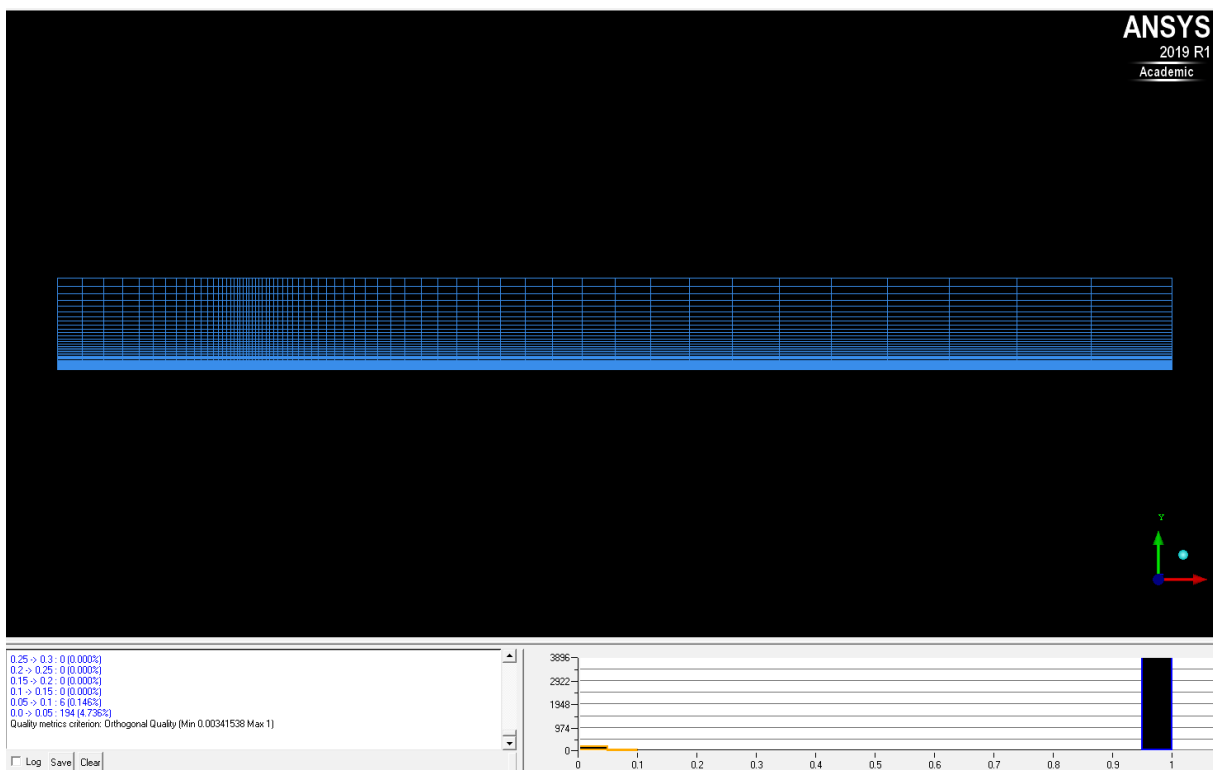 ANSYS
2019 R1
Academic
Y
0.25 -> 0.3 : 0 (0.000%)
0.2 -> 0.25 : 0 (0.000%)
0.15 -> 0.2 : 0 (0.000%)
0.1 -> 0.15 : 0 (0.000%)
0.05 -> 0.1 : 6 (0.146%)
0.0 -> 0.05 : 194 (4.736%)
Quality metrics criterion: Orthogonal Quality (Min 0.00341538 Max 1)
Log Save Clear
3896
2922
1948
974
0
0 0.1 0.2 0.3 0.4 0.5 0.6 0.7 0.8 0.9 1